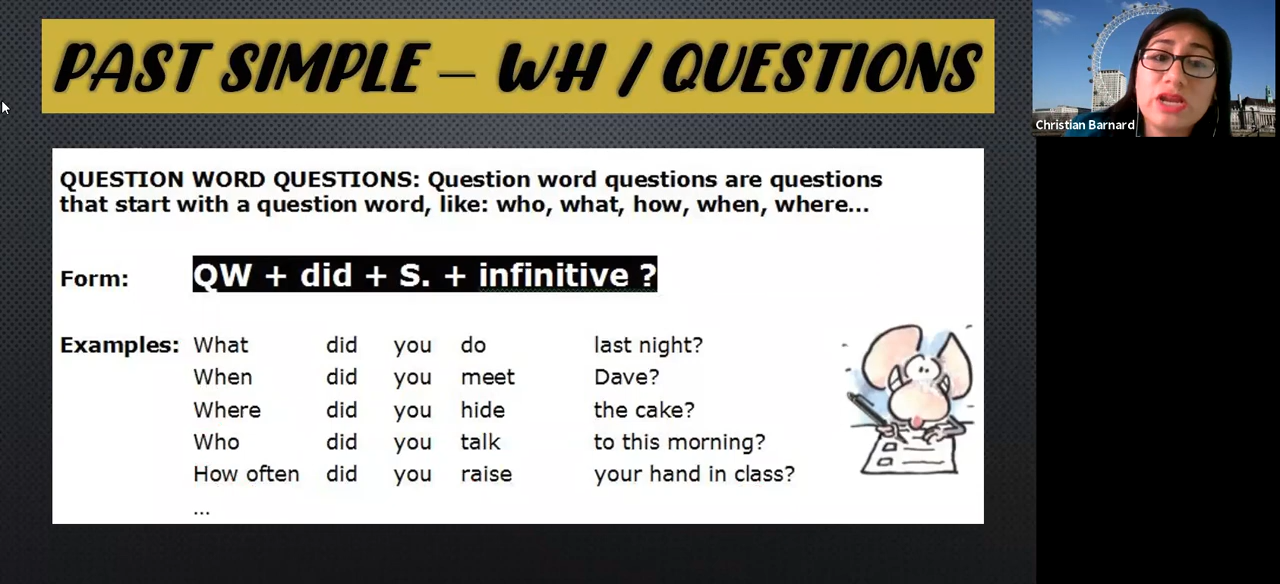 PAST SIMPLE – WH / QUESTIONS
Christian Barnard
QUESTION WORD QUESTIONS: Question word questions are questions
that start with a question word, like: who, what, how, when, where...
Form: QW + did + S. + infinitive ?
Examples: What did you do last night?
When did you meet Dave?
Where did you hide the cake?
Who did you talk to this morning?
How often did you raise your hand in class?
...